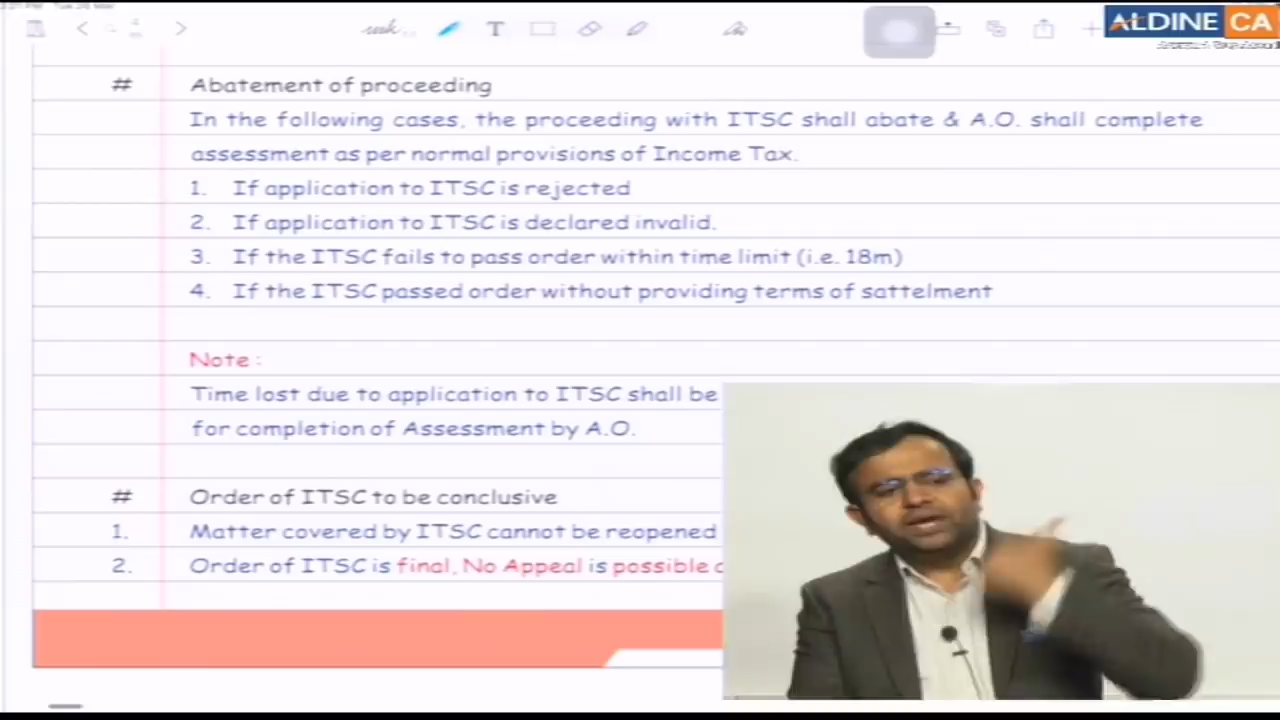 ALDINE CA
T
# Abatement of proceeding
In the following cases, the proceeding with ITSC shall abate & A.O. shall complete
assessment as per normal provisions of Income Tax.
1. If application to ITSC is rejected
2. If application to ITSC is declared invalid.
3. If the ITSC fails to pass order within time limit (i.e. 18m)
4. If the ITSC passed order without providing terms of sattelment
Note :
Time lost due to application to ITSC shall be
for completion of Assessment by A.O.
# Order of ITSC to be conclusive
1. Matter covered by ITSC cannot be reopened
2. Order of ITSC is final, No Appeal is possible